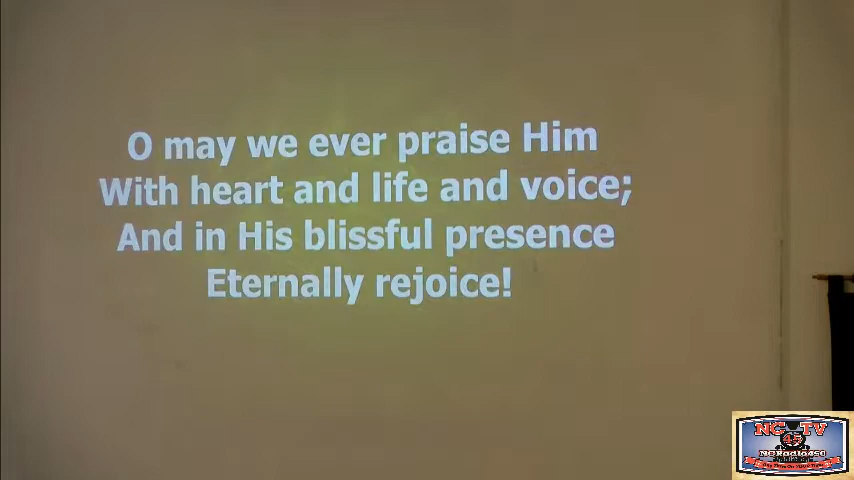 O may we ever praise Him
With heart and life and voice;
And in His blissful presence
Eternally rejoice!
NC TV
45
NCRadio450